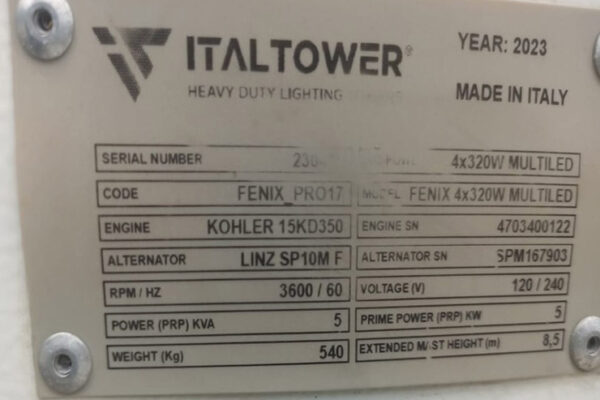 ITALTOWER®
HEAVY DUTY LIGHTING
YEAR: 2023
MADE IN ITALY
SERIAL NUMBER 4x320W MULTILED
CODE FENIX_PRO17 MODEL FENIX 4x320W MULTILED
ENGINE KOHLER 15KD350 ENGINE SN 4703400122
ALTERNATOR LINZ SP10M F ALTERNATOR SN SPM167903
RPM / HZ 3600 / 60 VOLTAGE (V) 120 / 240
POWER (PRP) KVA 5 PRIME POWER (PRP) KW 5
WEIGHT (Kg) 540 EXTENDED MAST HEIGHT (m) 8,5